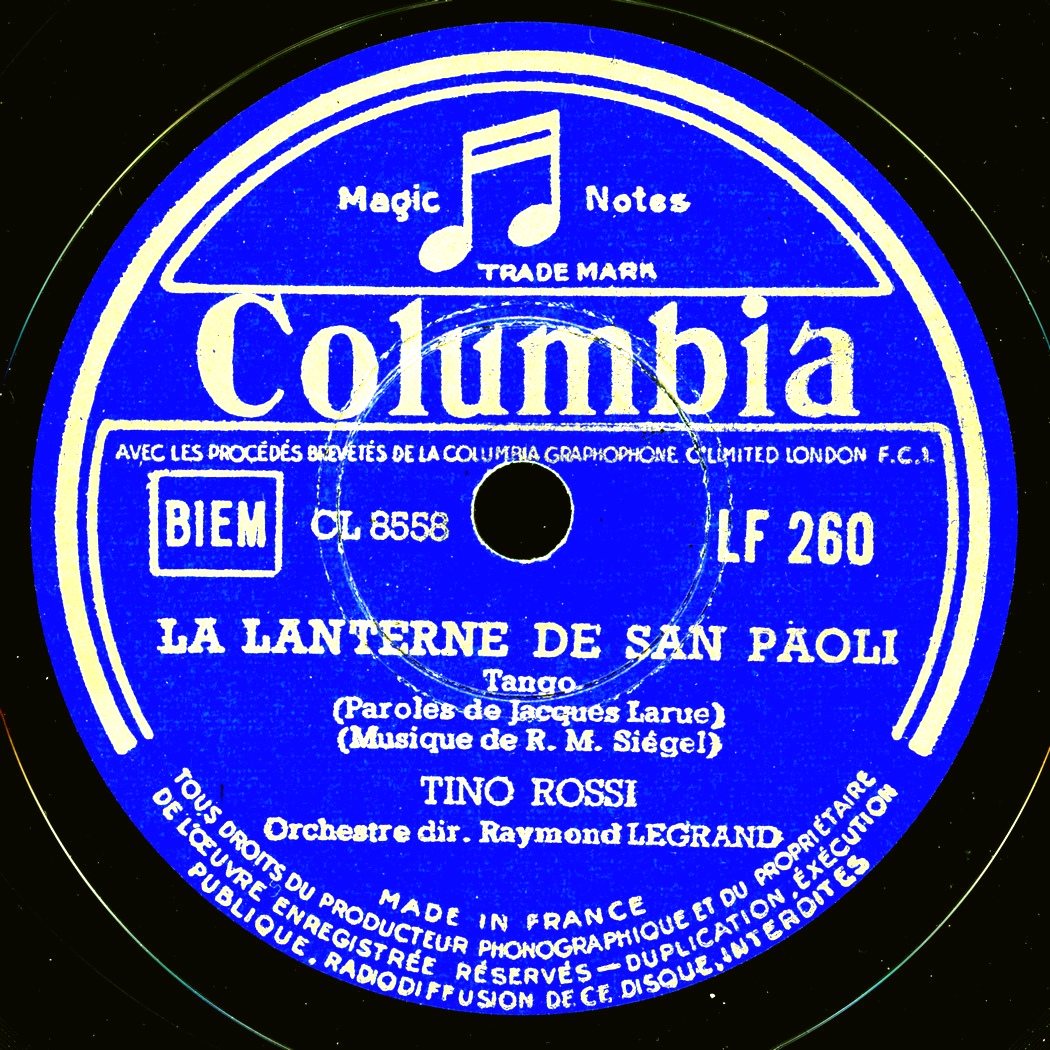 Magic Notes
TRADE MARK
Columbia
AVEC LES PROCÉDÉS BREVETÉS DE LA COLUMBIA GRAPHOPHONE C° LIMITED LONDON F.C.1.
BIEM CL 8558 LF 260
LA LANTERNE DE SAN PAOLI
Tango
(Paroles de Jacques Larue)
(Musique de R. M. Siégel)
TINO ROSSI
Orchestre dir. Raymond LEGRAND
MADE IN FRANCE
TOUS DROITS DU PRODUCTEUR PHONOGRAPHIQUE ET DU PROPRIÉTAIRE
DE L'ŒUVRE ENREGISTRÉE RÉSERVÉS — DUPLICATION, EXÉCUTION
PUBLIQUE, RADIODIFFUSION DE CE DISQUE, INTERDITES